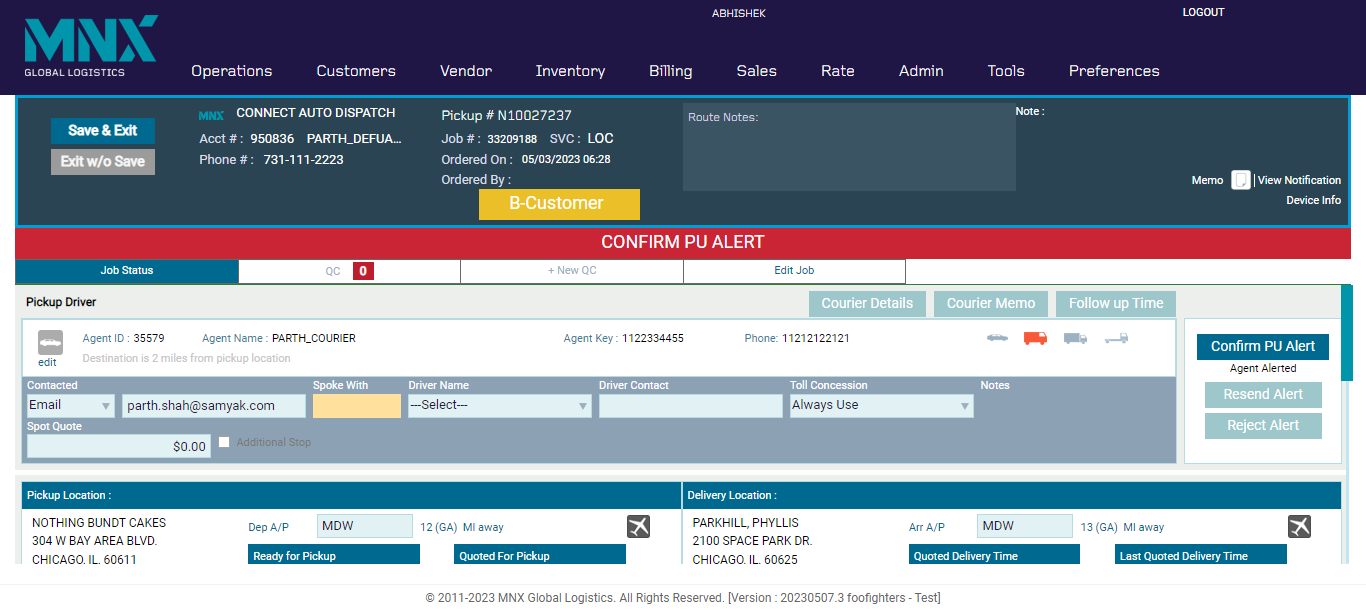 ABHISHEK LOGOUT
MNX
GLOBAL LOGISTICS
Operations Customers Vendor Inventory Billing Sales Rate Admin Tools Preferences
Save & Exit
Exit w/o Save
MNX CONNECT AUTO DISPATCH
Acct # : 950836 PARTH_DEFUA...
Phone # : 731-111-2223
Pickup # N10027237
Job # : 33209188 SVC : LOC
Ordered On : 05/03/2023 06:28
Ordered By :
B-Customer
Route Notes:
Note :
Memo View Notification
Device Info
CONFIRM PU ALERT
Job Status QC 0 + New QC Edit Job
Pickup Driver Courier Details Courier Memo Follow up Time
edit
Agent ID : 35579 Agent Name : PARTH_COURIER Agent Key : 1122334455 Phone: 11212122121
Destination is 2 miles from pickup location
Contacted Spoke With Driver Name Driver Contact Toll Concession Notes
Email parth.shah@samyak.com ---Select--- Always Use
Spot Quote
$0.00 Additional Stop
Confirm PU Alert
Agent Alerted
Resend Alert
Reject Alert
Pickup Location :
NOTHING BUNDT CAKES
304 W BAY AREA BLVD.
CHICAGO, IL, 60611
Dep A/P MDW 12 (GA) MI away
Ready for Pickup Quoted For Pickup
Delivery Location :
PARKHILL, PHYLLIS
2100 SPACE PARK DR.
CHICAGO, IL, 60625
Arr A/P MDW 13 (GA) MI away
Quoted Delivery Time Last Quoted Delivery Time
© 2011-2023 MNX Global Logistics. All Rights Reserved. [Version : 20230507.3 foofighters - Test]